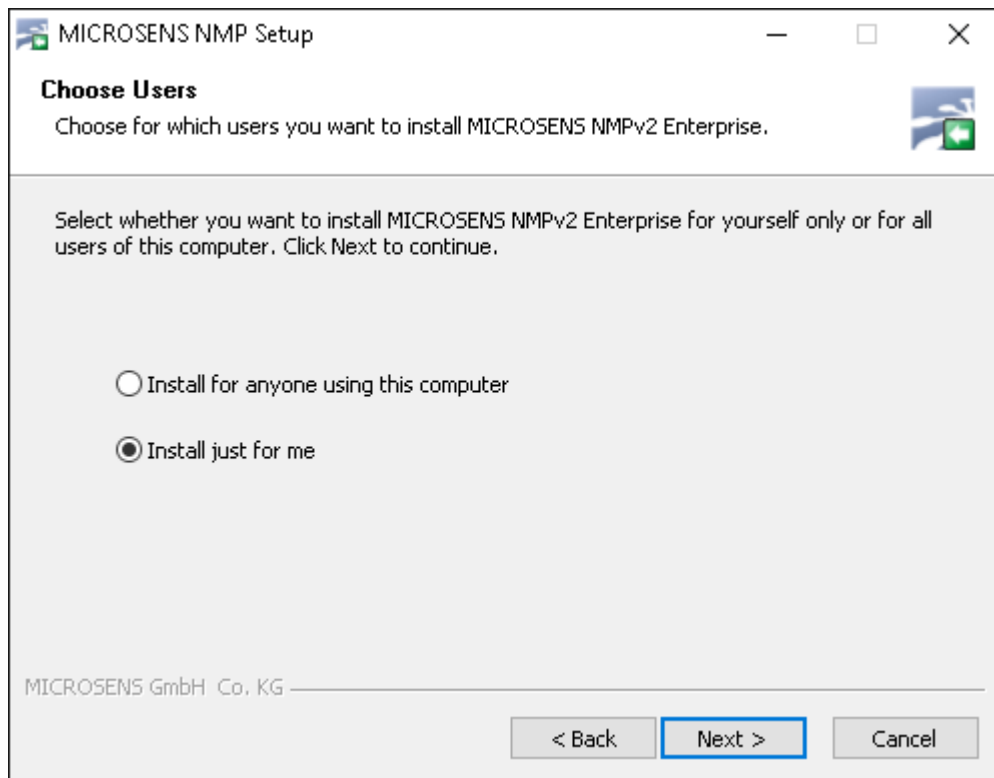 MICROSENS NMP Setup
Choose Users
Choose for which users you want to install MICROSENS NMPv2 Enterprise.
Select whether you want to install MICROSENS NMPv2 Enterprise for yourself only or for all
users of this computer. Click Next to continue.
Install for anyone using this computer
Install just for me
MICROSENS GmbH  Co. KG
< Back
Next >
Cancel